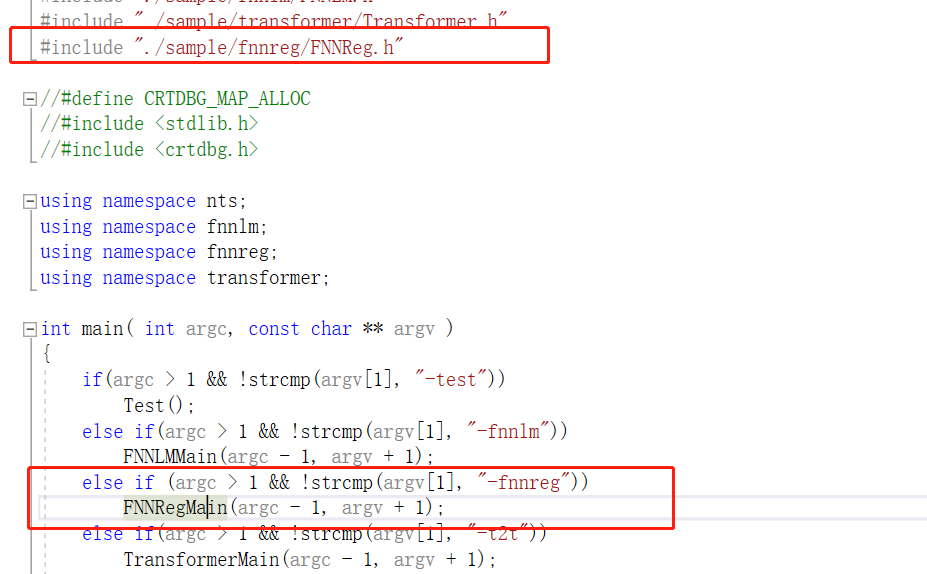 #include "./sample/fnnlm/FNNLM.h"
#include "./sample/transformer/Transformer.h"
#include "./sample/fnnreg/FNNReg.h"
//#define CRTDBG_MAP_ALLOC
//#include <stdlib.h>
//#include <crtdbg.h>
using namespace nts;
using namespace fnnlm;
using namespace fnnreg;
using namespace transformer;
int main( int argc, const char ** argv )
{
if(argc > 1 && !strcmp(argv[1], "-test"))
Test();
else if(argc > 1 && !strcmp(argv[1], "-fnnlm"))
FNNLMMain(argc - 1, argv + 1);
else if (argc > 1 && !strcmp(argv[1], "-fnnreg"))
FNNRegMain(argc - 1, argv + 1);
else if(argc > 1 && !strcmp(argv[1], "-t2t"))
TransformerMain(argc - 1, argv + 1);